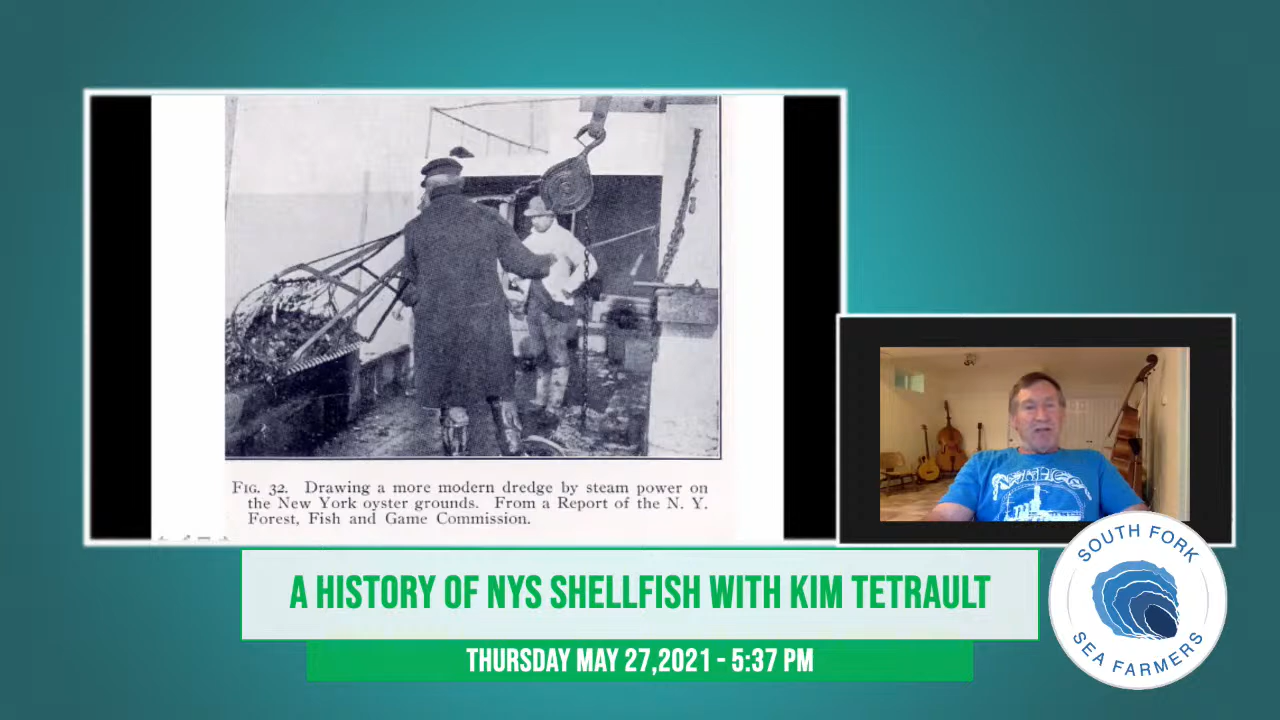 FIG. 32. Drawing a more modern dredge by steam power on
the New York oyster grounds. From a Report of the N. Y.
Forest, Fish and Game Commission.
A HISTORY OF NYS SHELLFISH WITH KIM TETRAULT
THURSDAY MAY 27,2021 - 5:37 PM
SOUTH FORK
SEA FARMERS